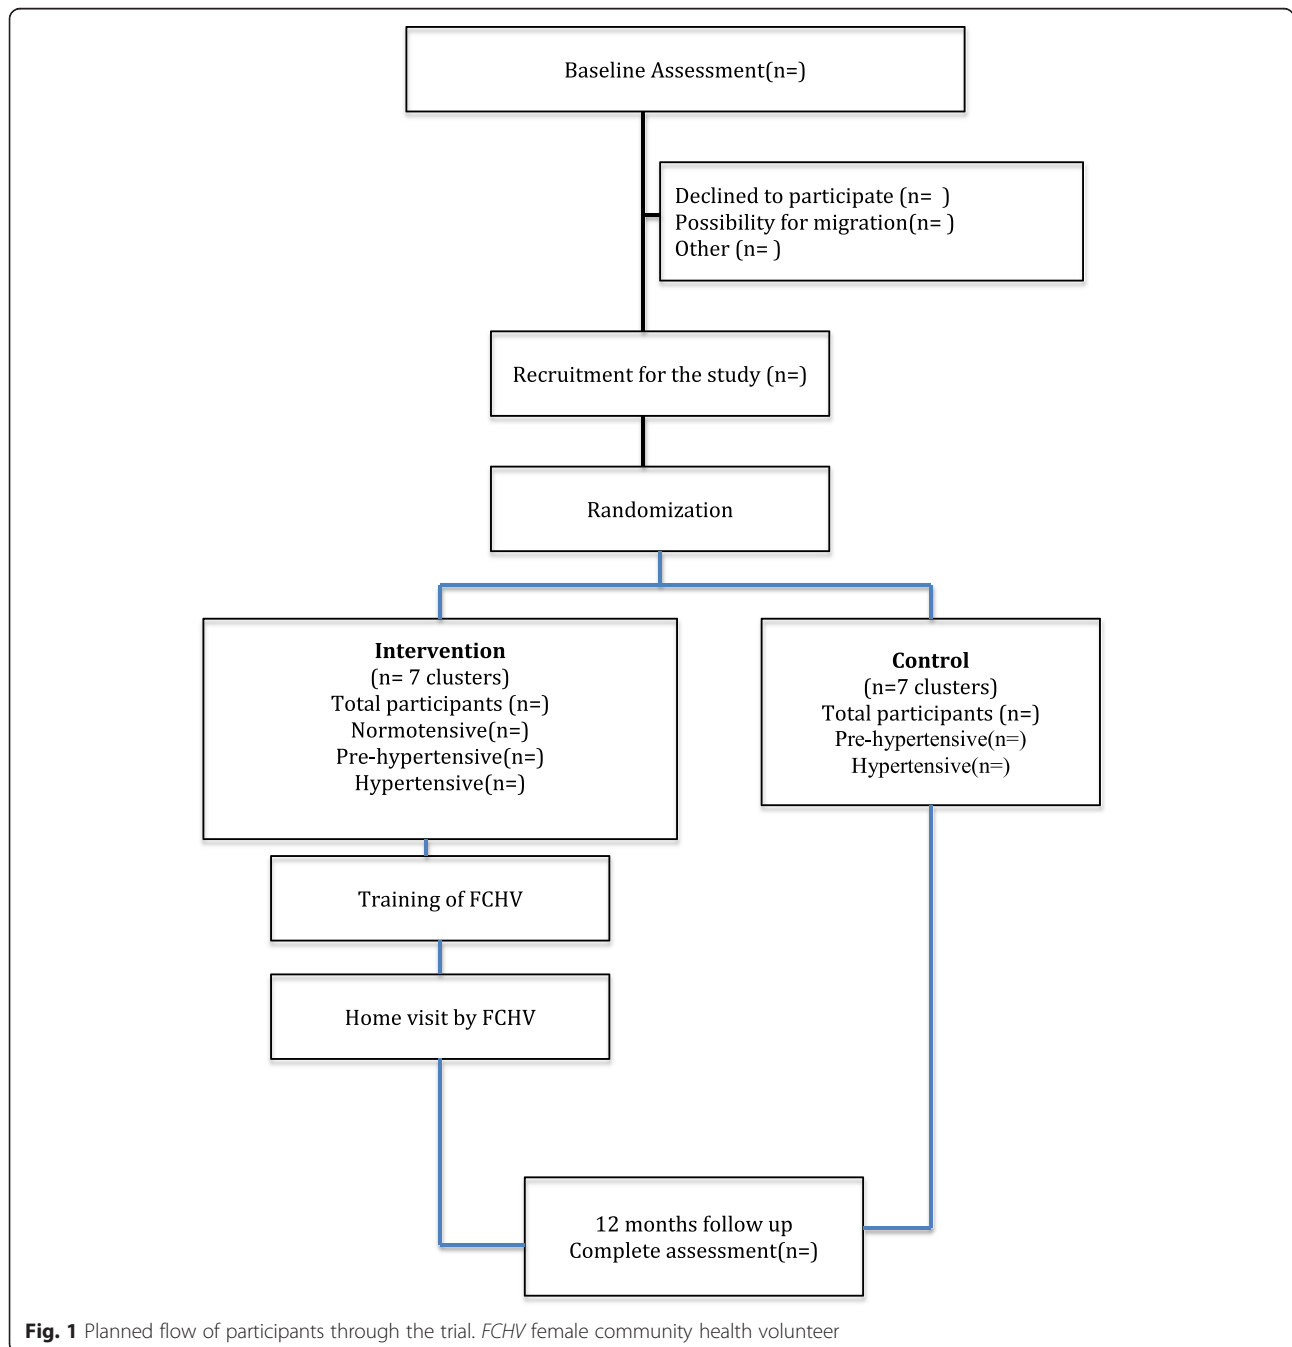 Baseline Assessment(n=)
Declined to participate (n=  )
Possibility for migration(n= )
Other (n= )
Recruitment for the study (n=)
Randomization
Intervention
(n= 7 clusters)
Total participants (n=)
Normotensive(n=)
Pre-hypertensive(n=)
Hypertensive(n=)
Control
(n=7 clusters)
Total participants (n=)
Pre-hypertensive(n=)
Hypertensive(n=)
Training of FCHV
Home visit by FCHV
12 months follow up
Complete assessment(n=)
Fig. 1 Planned flow of participants through the trial. FCHV female community health volunteer